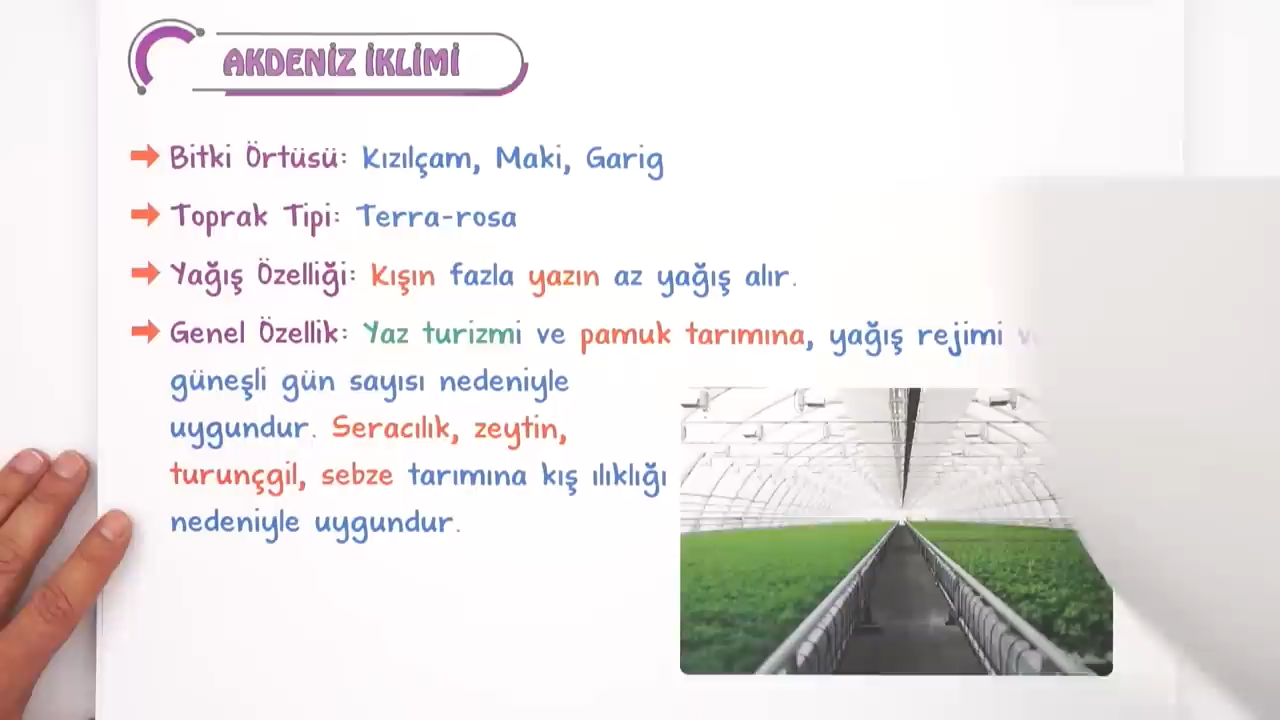 AKDENİZ İKLİMİ
Bitki Örtüsü: Kızılçam, Maki, Garig
Toprak Tipi: Terra-rosa
Yağış Özelliği: Kışın fazla yazın az yağış alır.
Genel Özellik: Yaz turizmi ve pamuk tarımına, yağış rejimi
güneşli gün sayısı nedeniyle
uygundur. Seracılık, zeytin,
turunçgil, sebze tarımına kış ılıklığı
nedeniyle uygundur.